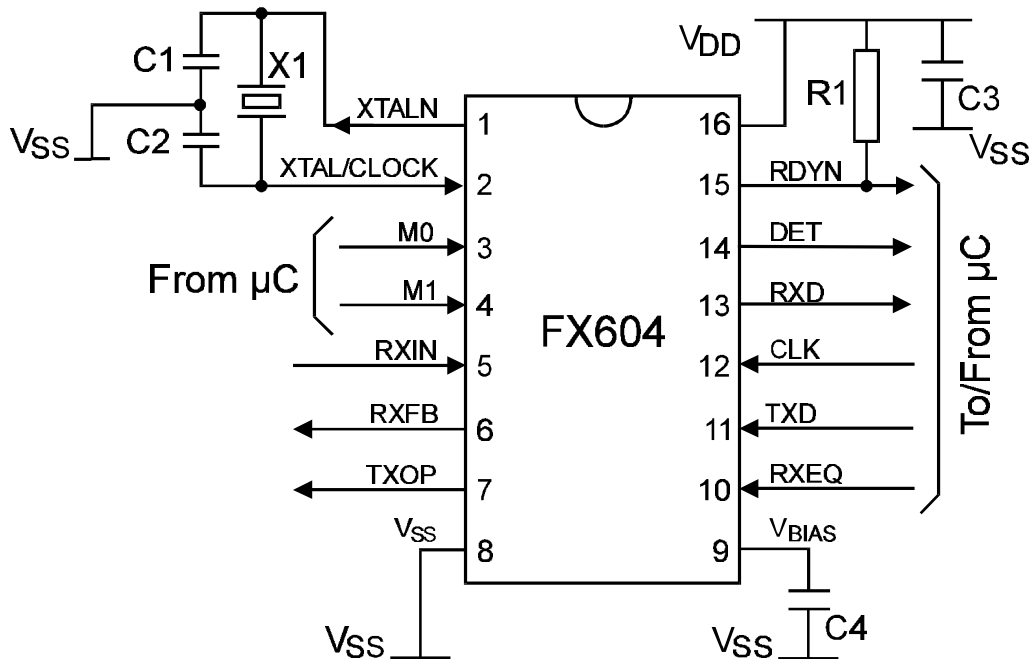 C1
X1
C2
VSS
XTALN
XTAL/CLOCK
M0
M1
From µC
RXIN
RXFB
TXOP
VSS
VSS
1
2
3
4
5
6
7
8
FX604
16
15
14
13
12
11
10
9
VDD
R1
C3
VSS
RDYN
DET
RXD
CLK
TXD
RXEQ
VBIAS
To/From µC
C4
VSS